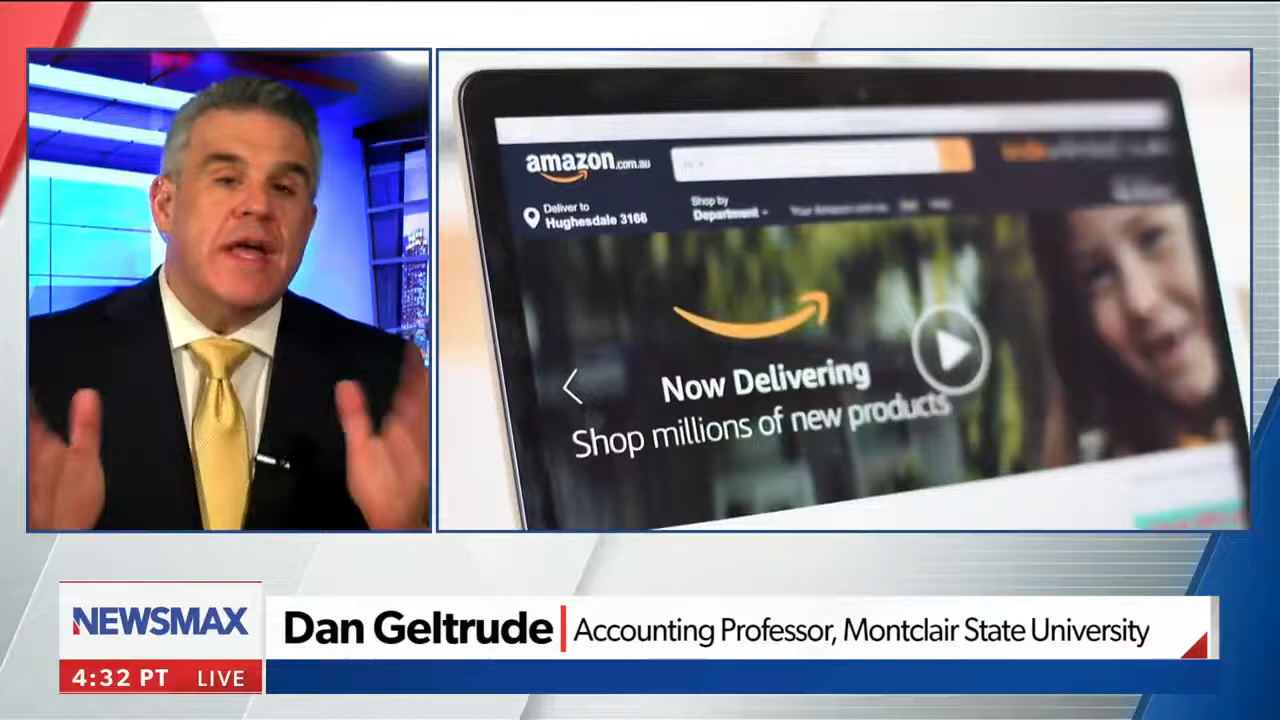 amazon.com.au
Deliver to
Hughesdale 3166
Shop by
Department
Now Delivering
Shop millions of new products
NEWSMAX
Dan Geltrude
Accounting Professor, Montclair State University
4:32 PT LIVE